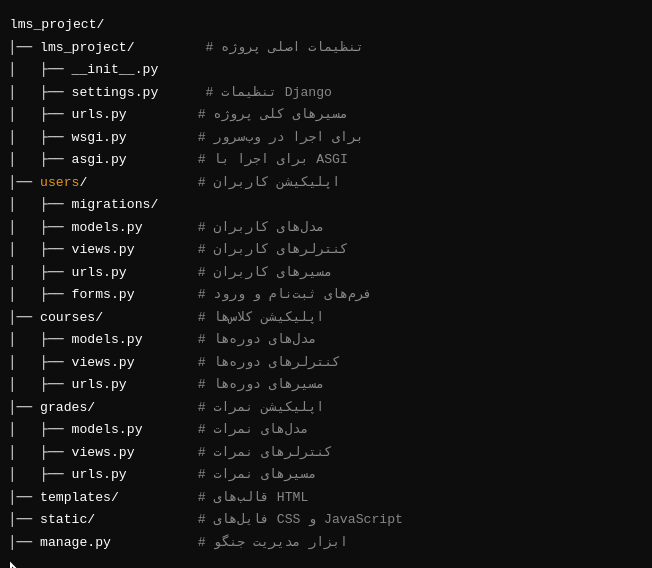 lms_project/
│── lms_project/         # تنظیمات اصلی پروژه
│   ├── __init__.py
│   ├── settings.py      # تنظیمات Django
│   ├── urls.py         # مسیرهای کلی پروژه
│   ├── wsgi.py         # برای اجرا در وب‌سرور
│   ├── asgi.py         # برای اجرا با ASGI
│── users/              # اپلیکیشن کاربران
│   ├── migrations/
│   ├── models.py       # مدل‌های کاربران
│   ├── views.py        # کنترلرهای کاربران
│   ├── urls.py         # مسیرهای کاربران
│   ├── forms.py        # فرم‌های ثبت‌نام و ورود
│── courses/            # اپلیکیشن کلاس‌ها
│   ├── models.py       # مدل‌های دوره‌ها
│   ├── views.py        # کنترلرهای دوره‌ها
│   ├── urls.py         # مسیرهای دوره‌ها
│── grades/             # اپلیکیشن نمرات
│   ├── models.py       # مدل‌های نمرات
│   ├── views.py        # کنترلرهای نمرات
│   ├── urls.py         # مسیرهای نمرات
│── templates/          # قالب‌های HTML
│── static/             # فایل‌های CSS و JavaScript
│── manage.py           # ابزار مدیریت جنگو